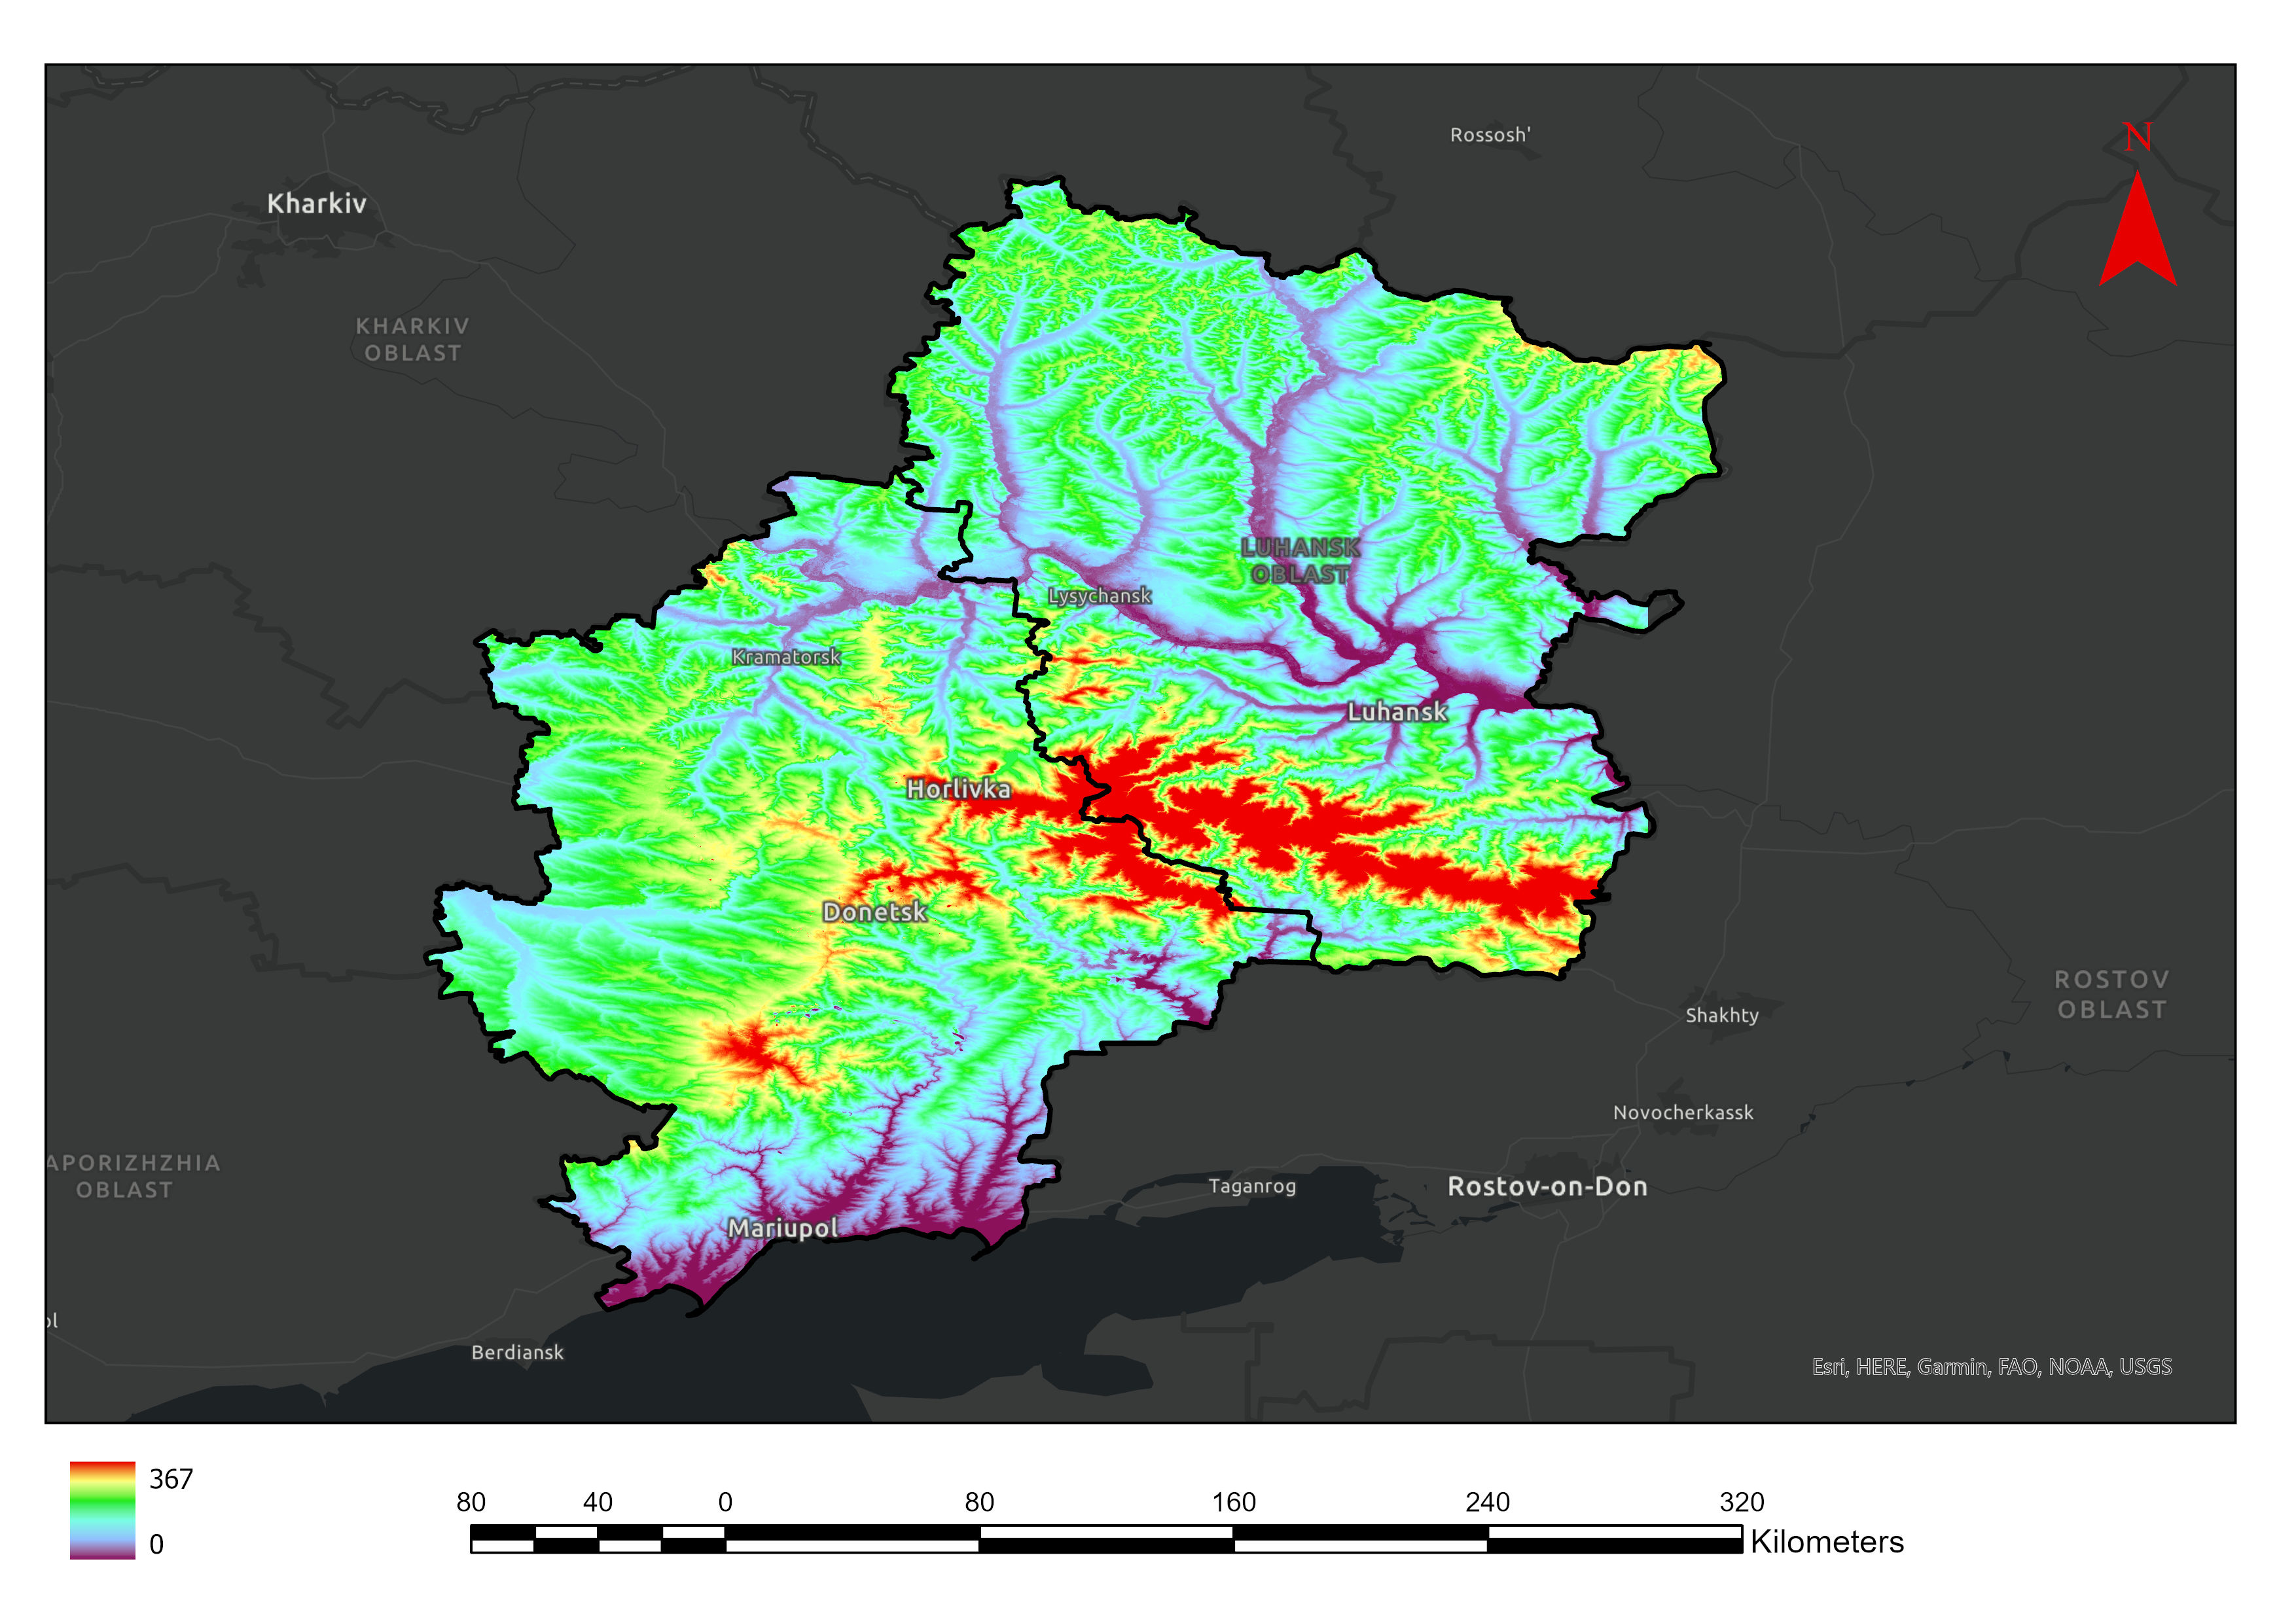 Rossosh'
N
Kharkiv
KHARKIV
OBLAST
LUHANSK
OBLAST
Lysychansk
Kramatorsk
Luhansk
Horlivka
Donetsk
ROSTOV
OBLAST
Shakhty
Novocherkassk
APORIZHZHIA
OBLAST
Taganrog
Rostov-on-Don
Mariupol
ol
Berdiansk
Esri, HERE, Garmin, FAO, NOAA, USGS
367
0
80 40 0 80 160 240 320
Kilometers